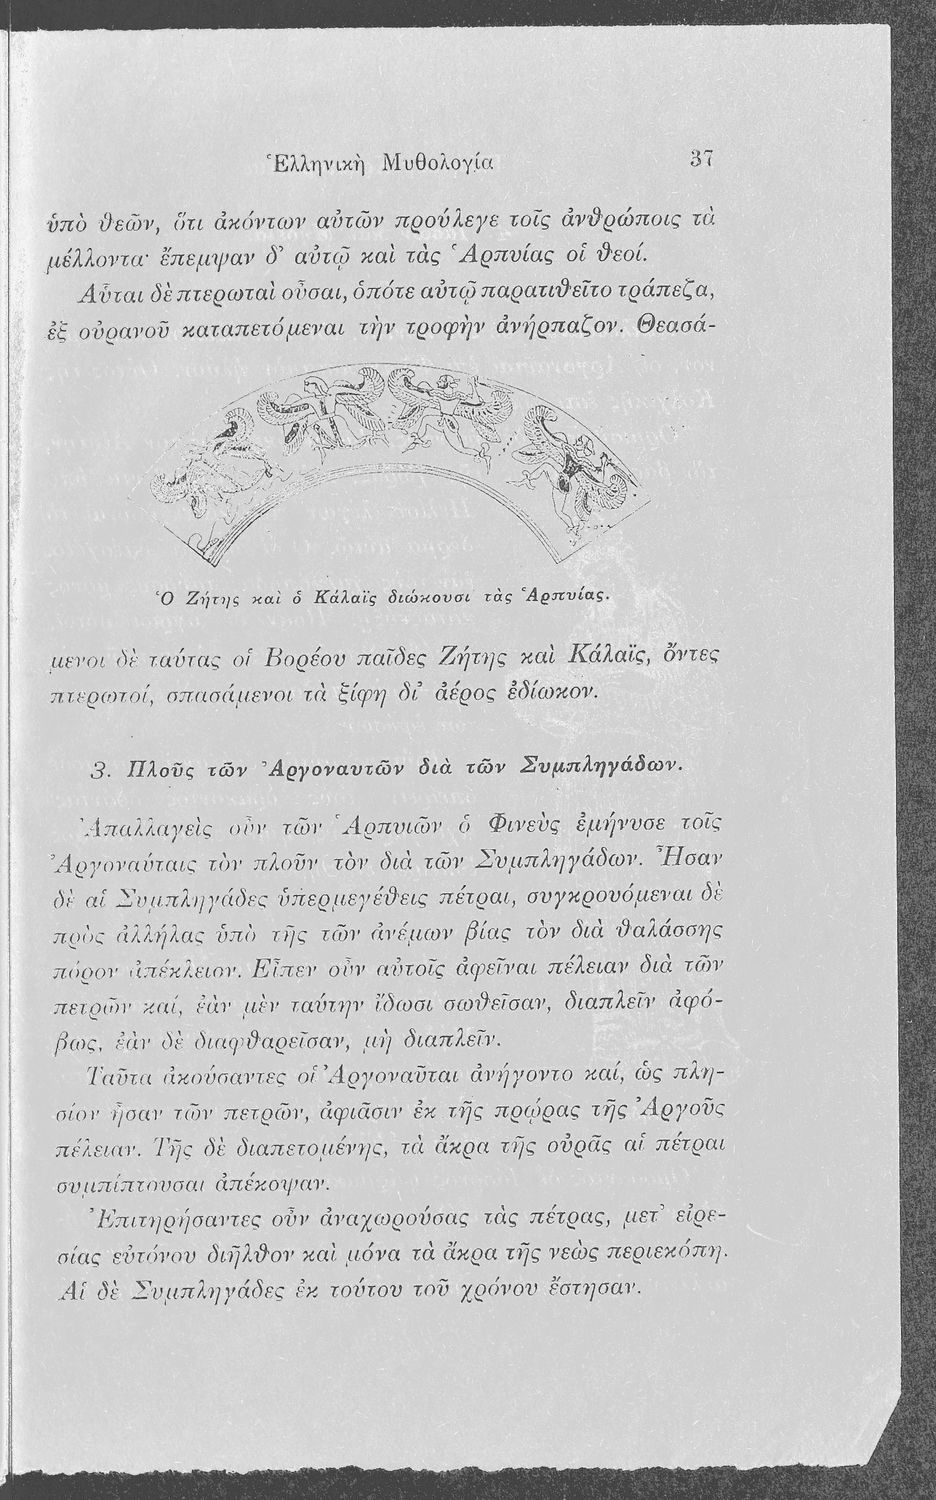 Ἑλληνικὴ Μυθολογία 37
ὑπὸ θεῶν, ὅτι ἀκόντων αὐτῶν προύλεγε τοῖς ἀνθρώποις τὰ
μέλλοντα· ἔπεμψαν δ' αὐτῷ καὶ τὰς Ἁρπυίας οἱ θεοί.
Αὗται δὲ πτερωταὶ οὖσαι, ὁπότε αὐτῷ παρατιθεῖτο τράπεζα,
ἐξ οὐρανοῦ καταπετόμεναι τὴν τροφὴν ἀνήρπαζον. Θεασά-
Ὁ Ζήτης καὶ ὁ Κάλαϊς διώκουσι τὰς Ἁρπυίας.
μενοι δὲ ταύτας οἱ Βορέου παῖδες Ζήτης καὶ Κάλαϊς, ὄντες
πτερωτοί, σπασάμενοι τὰ ξίφη δι' ἀέρος ἐδίωκον.
3. Πλοῦς τῶν Ἀργοναυτῶν διὰ τῶν Συμπληγάδων.
Ἀπαλλαγεὶς οὖν τῶν Ἁρπυιῶν ὁ Φινεὺς ἐμήνυσε τοῖς
Ἀργοναύταις τὸν πλοῦν τὸν διὰ τῶν Συμπληγάδων. Ἦσαν
δὲ αἱ Συμπληγάδες ὑπερμεγέθεις πέτραι, συγκρουόμεναι δὲ
πρὸς ἀλλήλας ὑπὸ τῆς τῶν ἀνέμων βίας τὸν διὰ θαλάσσης
πόρον ἀπέκλειον. Εἶπεν οὖν αὐτοῖς ἀφεῖναι πέλειαν διὰ τῶν
πετρῶν καί, ἐὰν μὲν ταύτην ἴδωσι σωθεῖσαν, διαπλεῖν ἀφό-
βως, ἐὰν δὲ διαφθαρεῖσαν, μὴ διαπλεῖν.
Ταῦτα ἀκούσαντες οἱ Ἀργοναῦται ἀνήγοντο καί, ὡς πλη-
σίον ἦσαν τῶν πετρῶν, ἀφιᾶσιν ἐκ τῆς πρῴρας τῆς Ἀργοῦς
πέλειαν. Τῆς δὲ διαπετομένης, τὰ ἄκρα τῆς οὐρᾶς αἱ πέτραι
συμπίπτουσαι ἀπέκοψαν.
Ἐπιτηρήσαντες οὖν ἀναχωρούσας τὰς πέτρας, μετ' εἰρε-
σίας εὐτόνου διῆλθον καὶ μόνα τὰ ἄκρα τῆς νεὼς περιεκόπη.
Αἱ δὲ Συμπληγάδες ἐκ τούτου τοῦ χρόνου ἔστησαν.